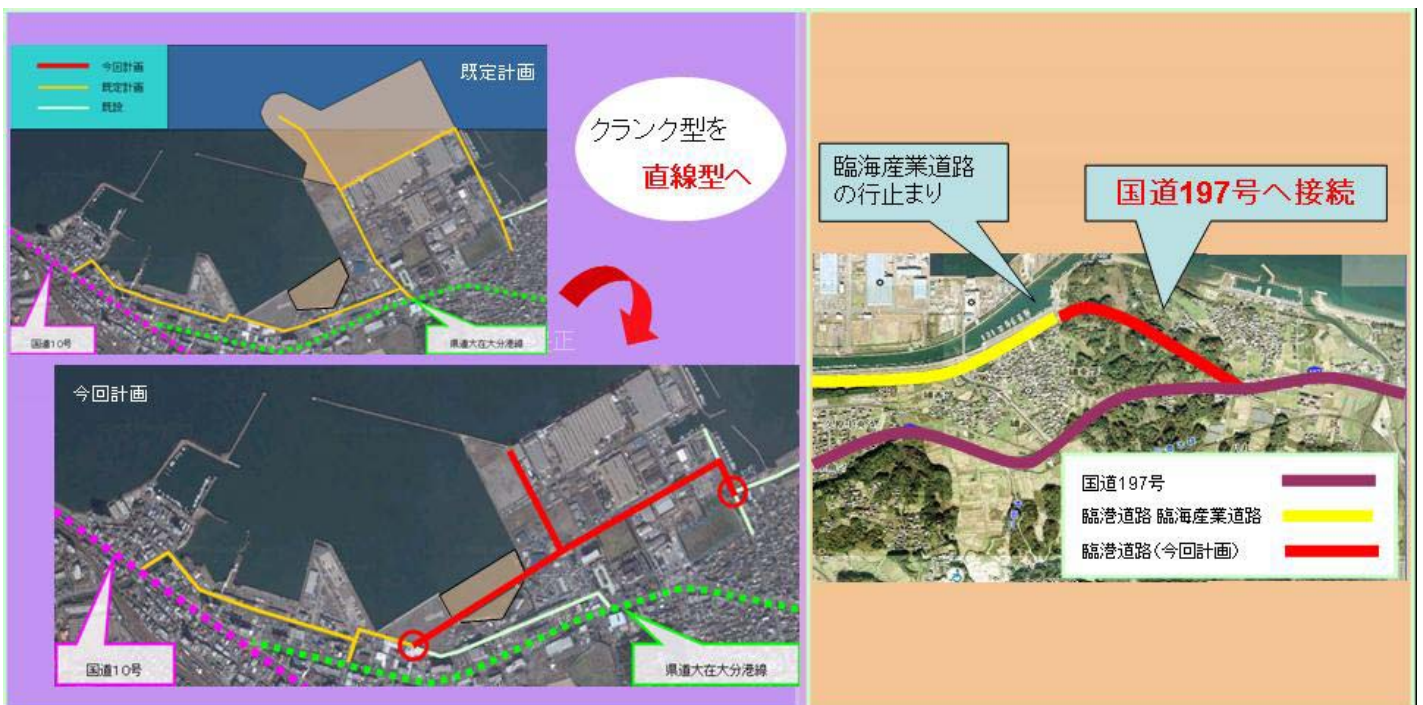 今回計画
既定計画
既設
既定計画
国道10号
県道大在大分港線
クランク型を
直線型へ
正
今回計画
国道10号
県道大在大分港線
臨海産業道路
の行止まり
国道197号へ接続
国道197号
臨港道路 臨海産業道路
臨港道路(今回計画)